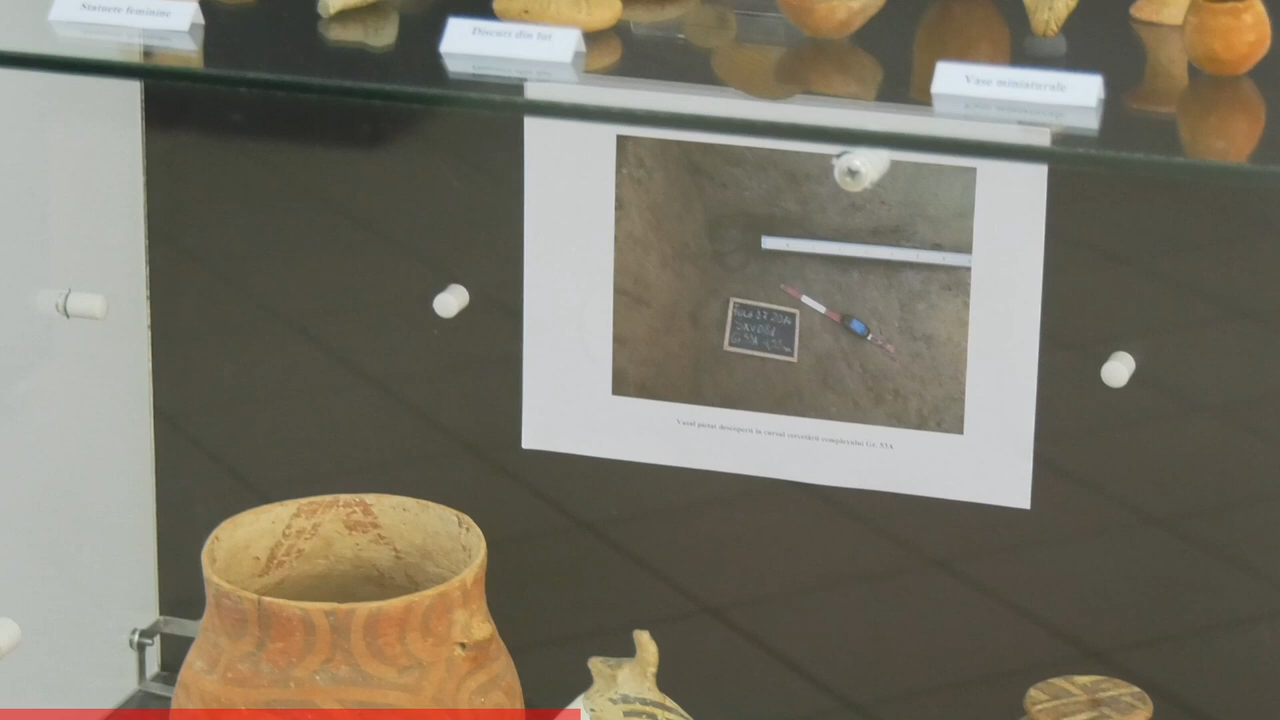 Statuete feminine
Discuri din lut
Vase miniaturale
Vasul pictat descoperit în cursul cercetării complexului Gr. 53A.